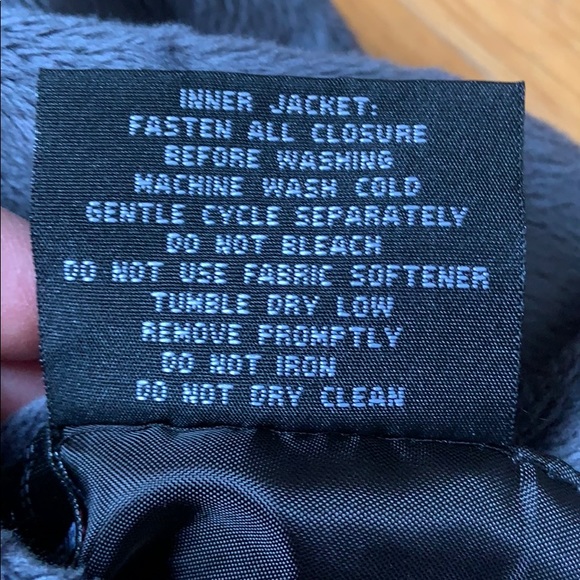 INNER JACKET:
FASTEN ALL CLOSURE
BEFORE WASHING
MACHINE WASH COLD
GENTLE CYCLE SEPARATELY
DO NOT BLEACH
DO NOT USE FABRIC SOFTENER
TUMBLE DRY LOW
REMOVE PROMPTLY
DO NOT IRON
DO NOT DRY CLEAN